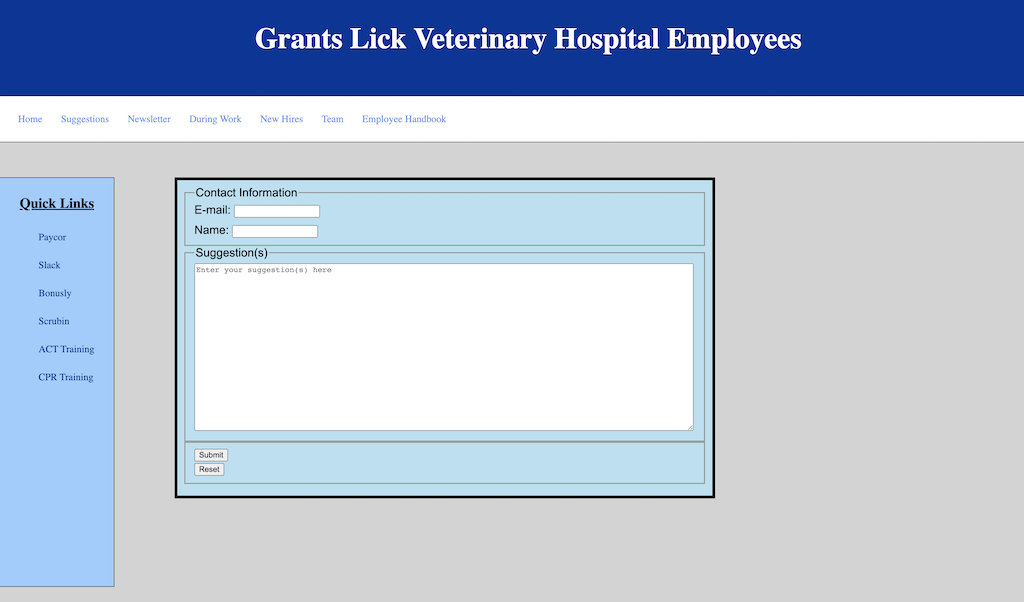 Grants Lick Veterinary Hospital Employees
Home Suggestions Newsletter During Work New Hires Team Employee Handbook
Quick Links
Paycor
Slack
Bonusly
Scrubin
ACT Training
CPR Training
Contact Information
E-mail:
Name:
Suggestion(s)
Enter your suggestion(s) here
Submit
Reset